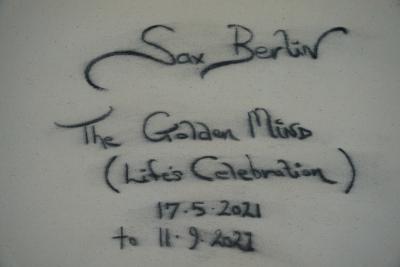 Sax Berlin
The Golden Mind
(Life's Celebration)
17.5.2021
to 11.9.2021